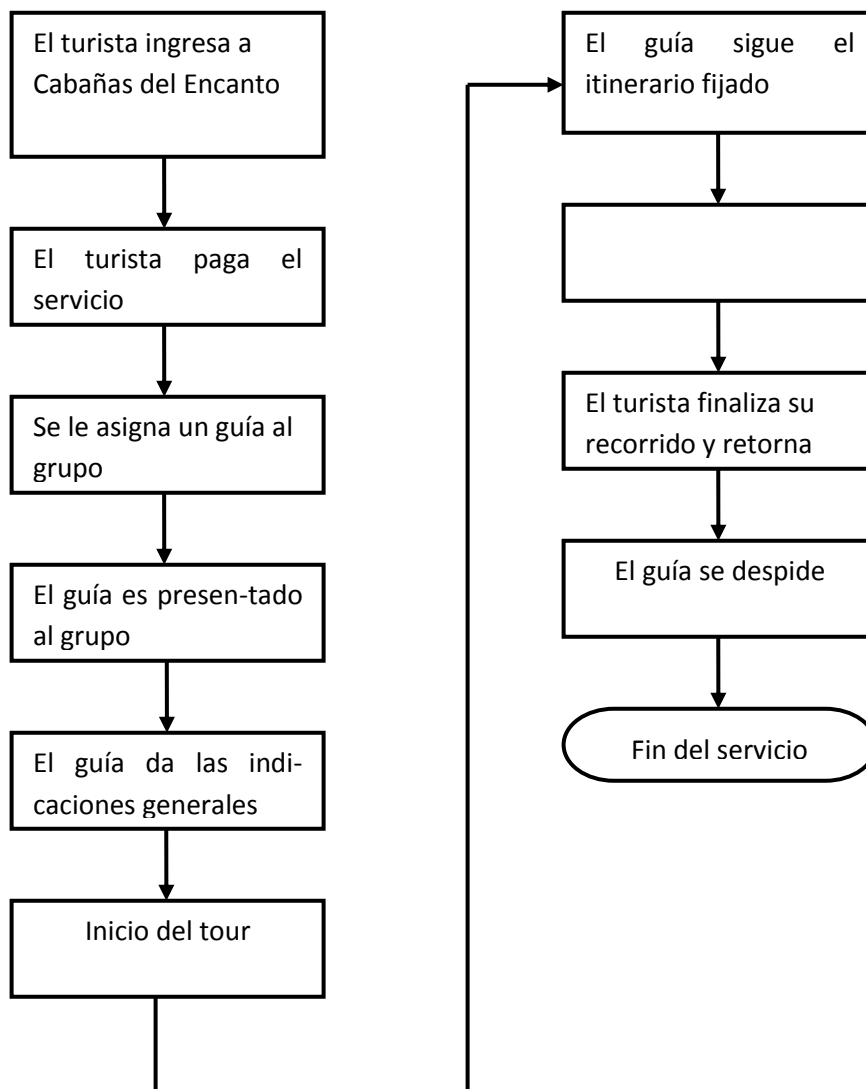 El turista ingresa a
Cabañas del Encanto
El turista paga el
servicio
Se le asigna un guía al
grupo
El guía es presen-tado
al grupo
El guía da las indi-
caciones generales
Inicio del tour
El guía sigue el
itinerario fijado
El turista finaliza su
recorrido y retorna
El guía se despide
Fin del servicio